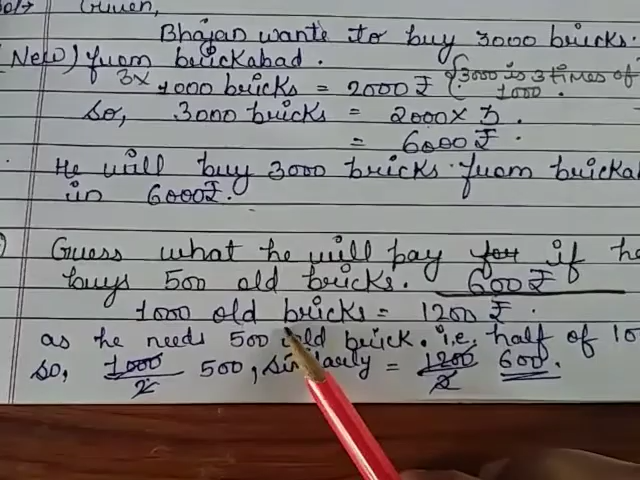 Sol:→ Given,
Bhajan wants to buy 3000 bricks.
(New) from brickabad.
3x 1000 bricks = 2000 ₹ { 3000 is 3 times of
1000.
So, 3000 bricks = 2000 x 3.
= 6000 ₹.
He will buy 3000 bricks from brickaba
in 6000 ₹.
Guess what he will pay for if he
buys 500 old bricks. 600 ₹
1000 old bricks = 1200 ₹.
as he needs 500 old brick. i.e, half of 10
so, 1000/2 500, similarly = 1200/2 600.